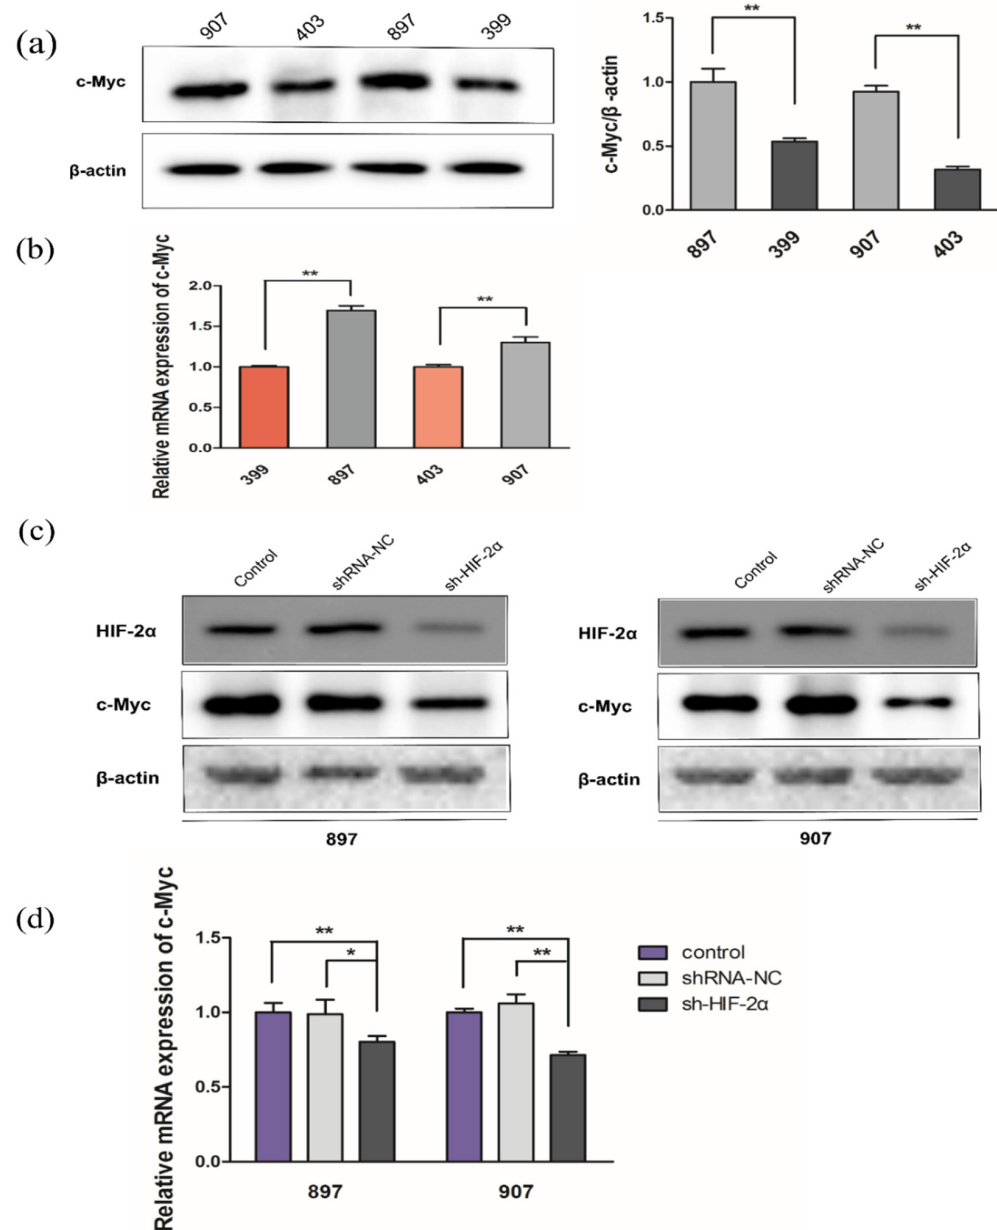 (a)
907 403 897 399
c-Myc
β-actin
c-Myc/β -actin
1.5
**
**
1.0
0.5
0.0
897 399 907 403
(b)
Relative mRNA expression of c-Myc
2.0
**
**
1.5
1.0
0.5
0.0
399 897 403 907
(c)
Control shRNA-NC sh-HIF-2α
HIF-2α
c-Myc
β-actin
897
Control shRNA-NC sh-HIF-2α
HIF-2α
c-Myc
β-actin
907
(d)
Relative mRNA expression of c-Myc
1.5
**
*
**
**
1.0
0.5
0.0
897 907
control
shRNA-NC
sh-HIF-2α